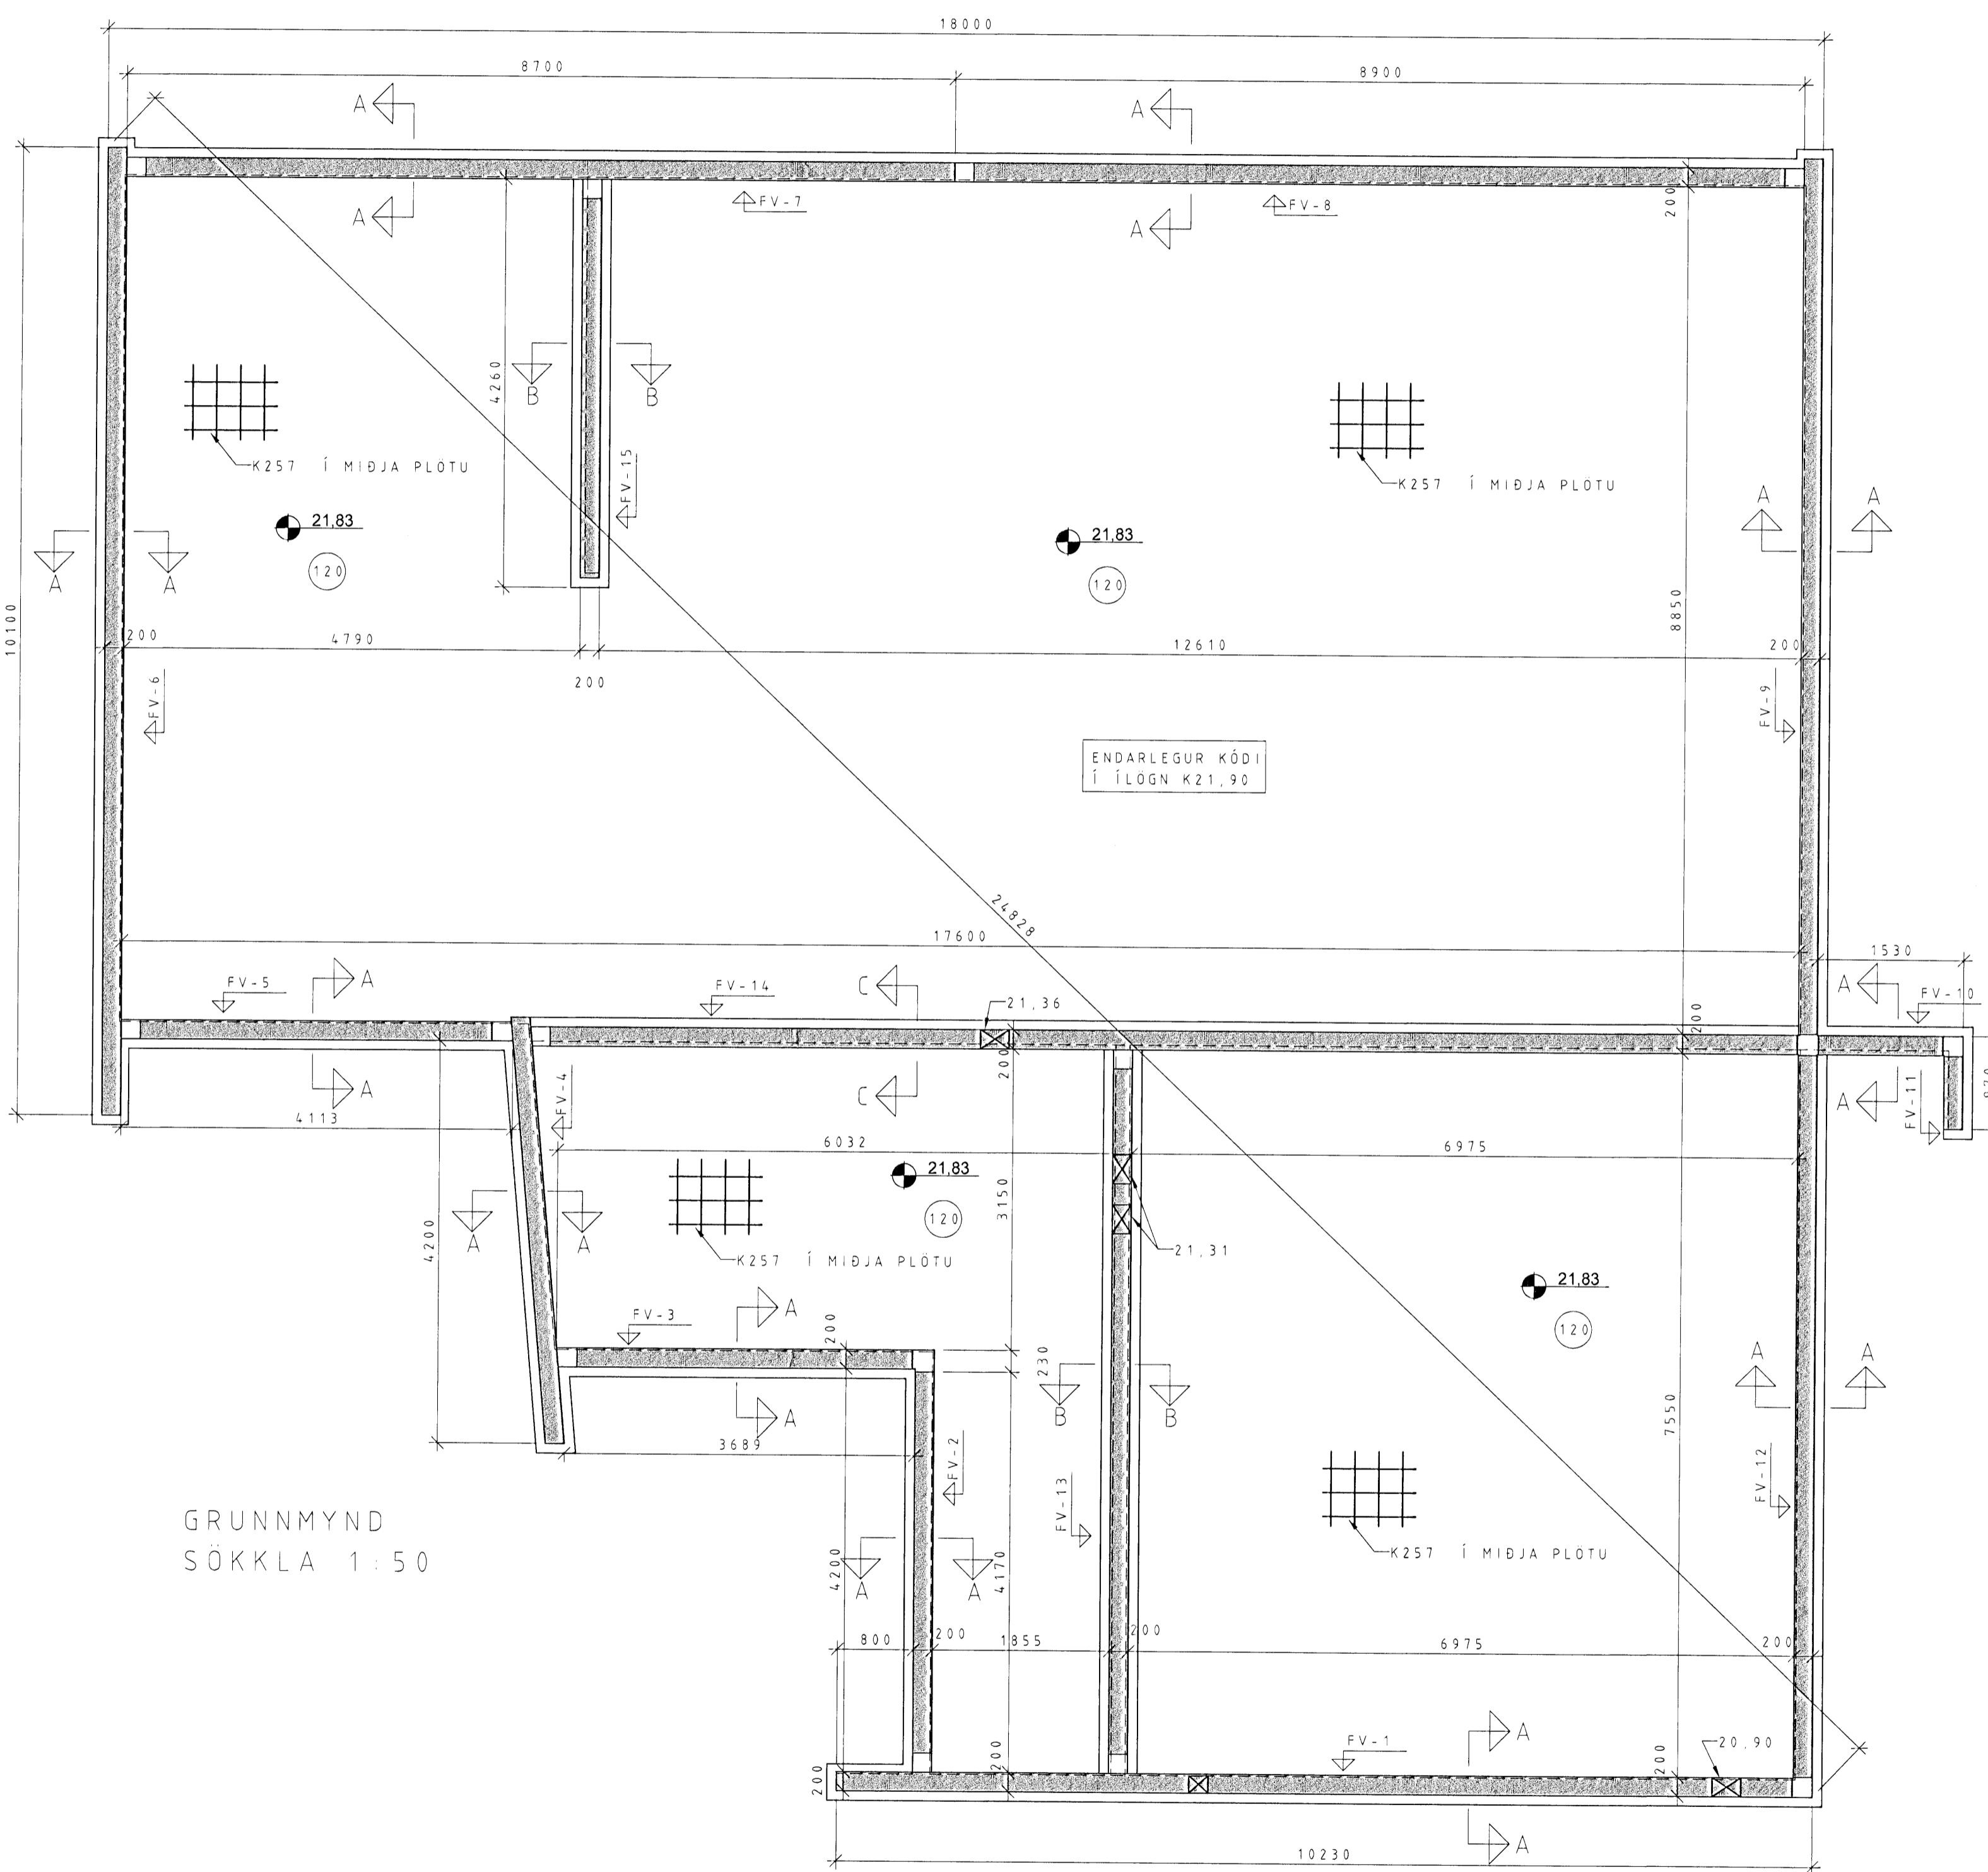 18000
8700
8900
A
A
A
A
FV-7
FV-8
200
10100
4260
B
B
FV-15
K257 Í MIÐJA PLÖTU
K257 Í MIÐJA PLÖTU
21,83
120
21,83
120
A
A
A
A
8850
200
4790
200
12610
200
FV-6
FV-9
ENDARLEGUR KÓDI
Í ÍLÖGN K21,90
24828
17600
1530
FV-5
A
FV-14
C
21,36
A
FV-10
200
200
A
4113
FV-4
C
A
FV-11
6032
6975
21,83
120
A
A
4200
3150
21,31
K257 Í MIÐJA PLÖTU
21,83
120
FV-3
A
200
230
A
A
A
B
B
3689
FV-2
FV-13
7550
FV-12
K257 Í MIÐJA PLÖTU
GRUNNMYND
SÖKKLA 1:50
4200
A
A
4170
800
200
1855
200
6975
200
A
FV-1
20,90
200
200
200
A
10230